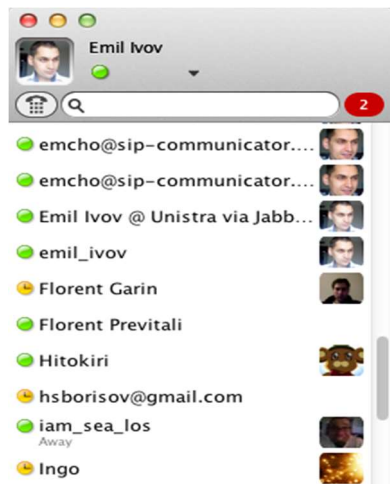 Emil Ivov
2
emcho@sip-communicator....
emcho@sip-communicator....
Emil Ivov @ Unistra via Jabb...
emil_ivov
Florent Garin
Florent Previtali
Hitokiri
hsborisov@gmail.com
iam_sea_los
Away
Ingo